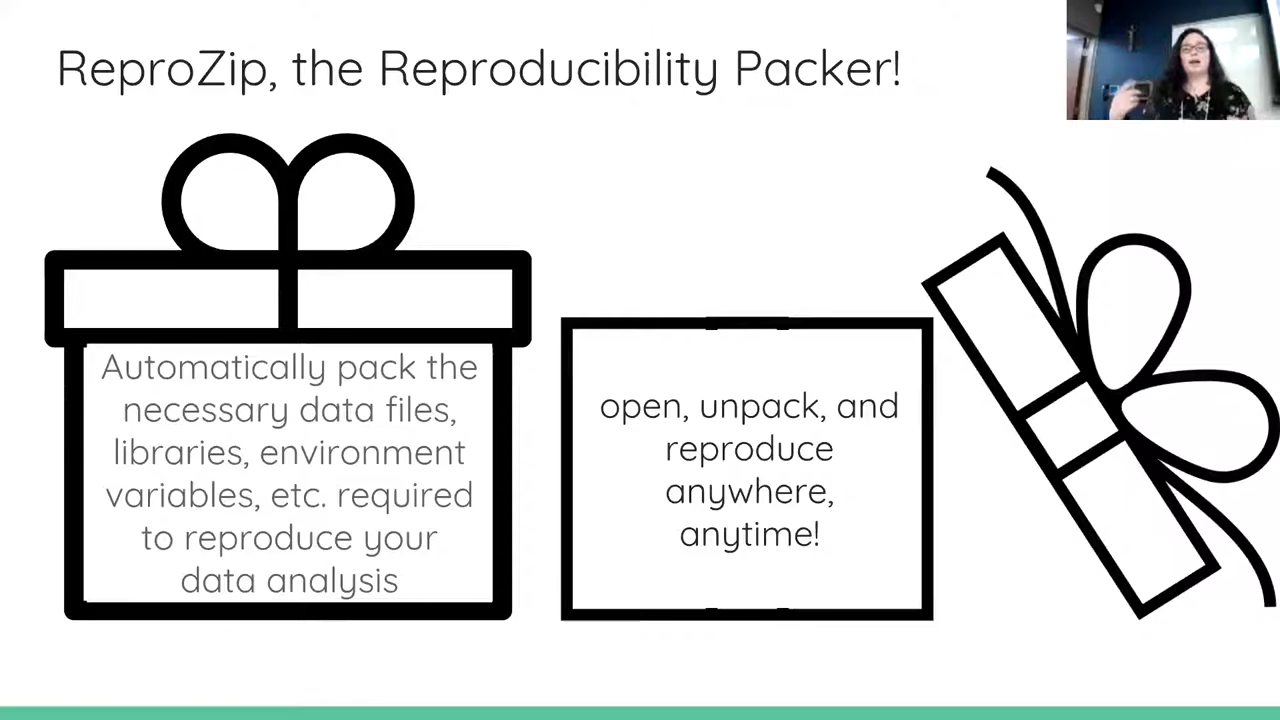 ReproZip, the Reproducibility Packer!
Automatically pack the
necessary data files,
libraries, environment
variables, etc. required
to reproduce your
data analysis
open, unpack, and
reproduce
anywhere,
anytime!